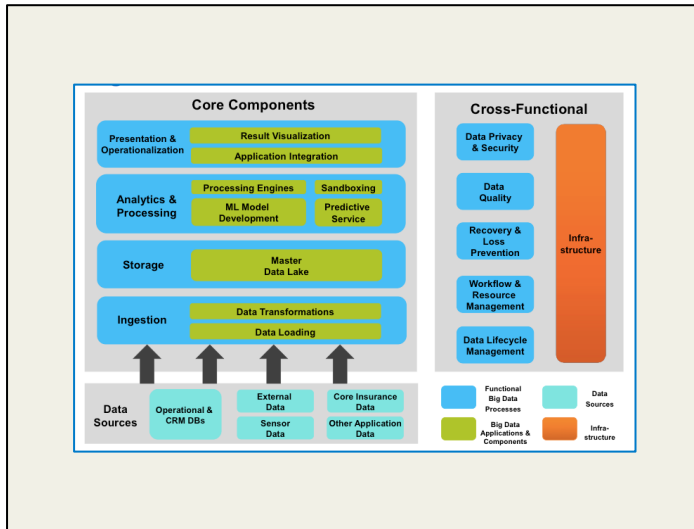 Core Components
Presentation &
Operationalization
Result Visualization
Application Integration
Analytics &
Processing
Processing Engines
Sandboxing
ML Model
Development
Predictive
Service
Storage
Master
Data Lake
Ingestion
Data Transformations
Data Loading
Data
Sources
Operational &
CRM DBs
External
Data
Core Insurance
Data
Sensor
Data
Other Application
Data
Cross-Functional
Data Privacy
& Security
Data
Quality
Recovery &
Loss
Prevention
Workflow &
Resource
Management
Data Lifecycle
Management
Infra-
structure
Functional
Big Data
Processes
Data
Sources
Big Data
Applications &
Components
Infra-
structure